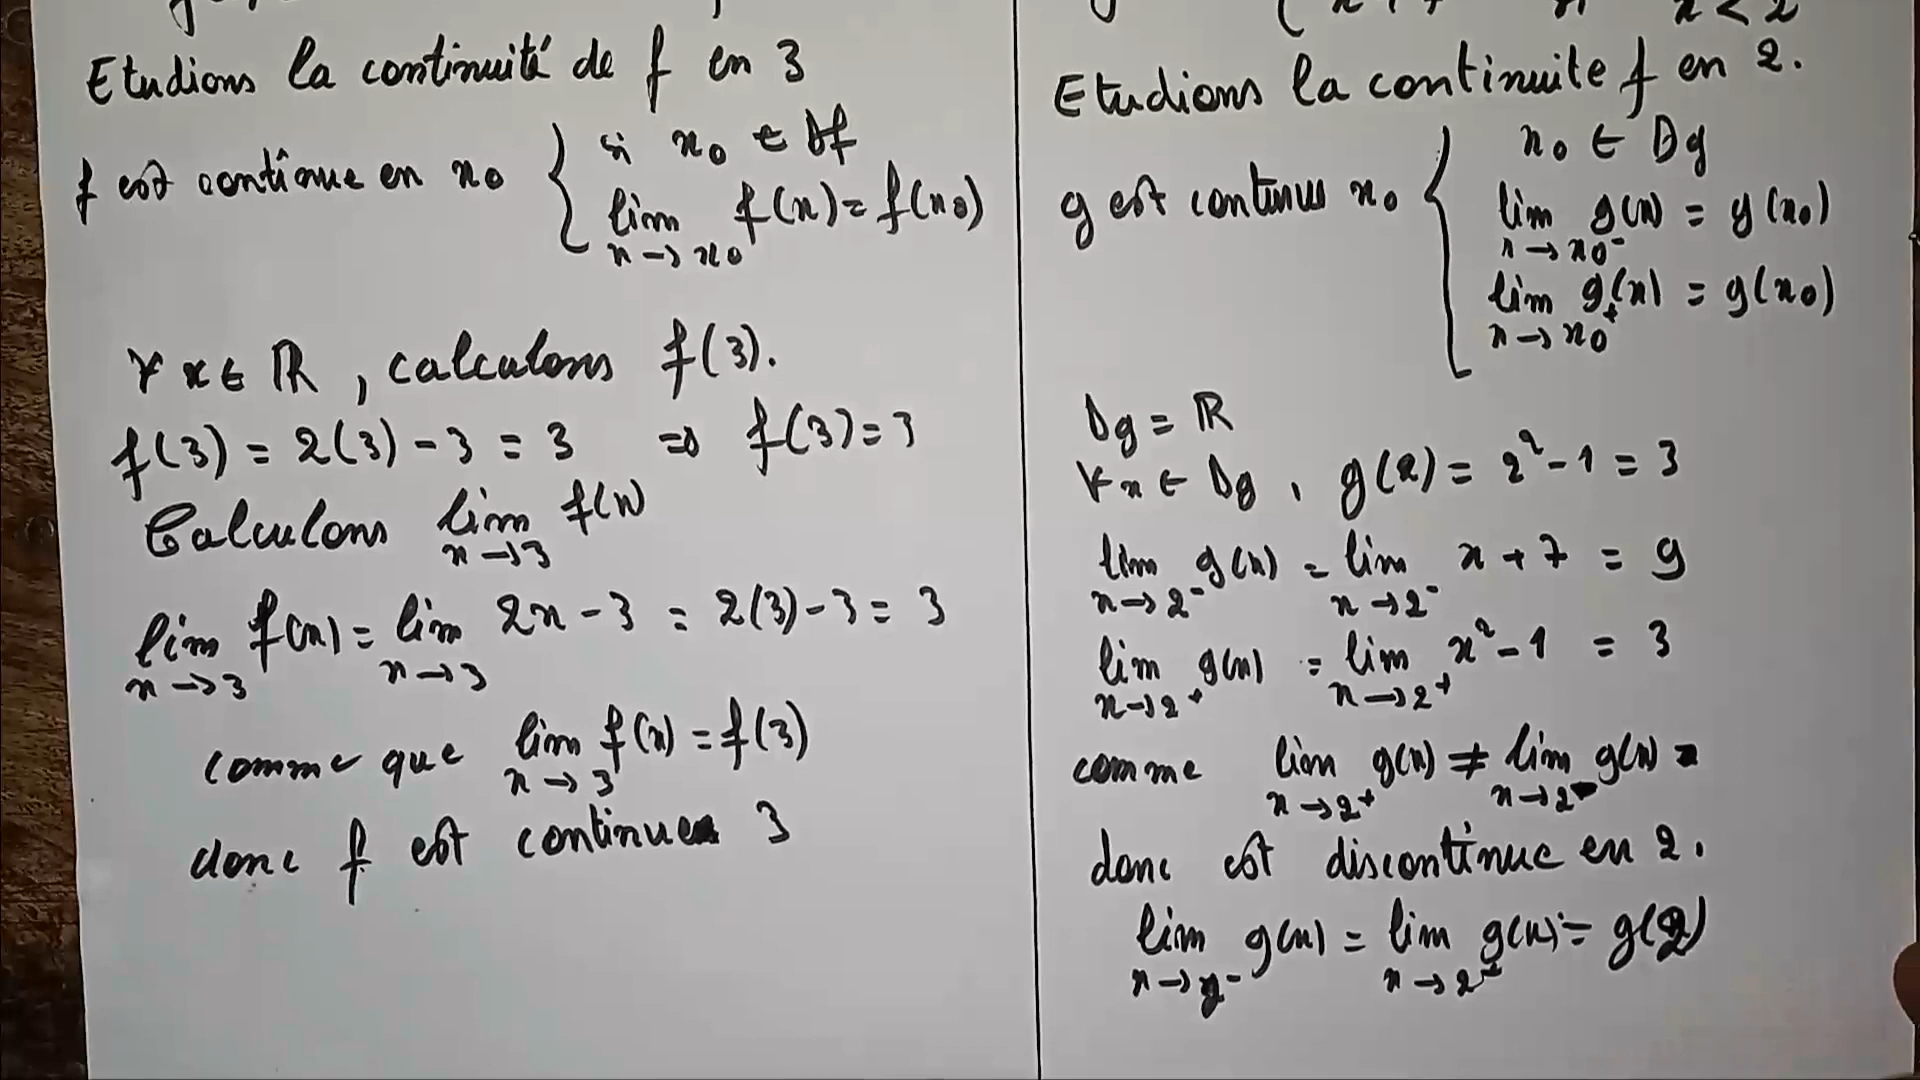 x < 2
Etudions la continuité de f en 3
f est continue en x₀ { si x₀ ∈ Df
lim f(x) = f(x₀)
x → x₀
∀ x ∈ ℝ , calculons f(3).
f(3) = 2(3) - 3 = 3 ⇒ f(3) = 3
Calculons lim f(x)
x → 3
lim f(x) = lim 2x - 3 = 2(3) - 3 = 3
x → 3 x → 3
comme que lim f(x) = f(3)
x → 3
donc f est continue 3
Etudions la continuite f en 2.
g est continus x₀ { x₀ ∈ Dg
lim g(x) = g(x₀)
x → x₀⁻
lim g(x) = g(x₀)
x → x₀⁺
Dg = ℝ
∀ x ∈ Dg , g(2) = 2² - 1 = 3
lim g(x) = lim x + 7 = 9
x → 2⁻ x → 2⁻
lim g(x) = lim x² - 1 = 3
x → 2⁺ x → 2⁺
comme lim g(x) ≠ lim g(x)
x → 2⁺ x → 2⁻
donc est discontinue en 2.
lim g(x) = lim g(x) = g(2)
x → 2⁻ x → 2⁺